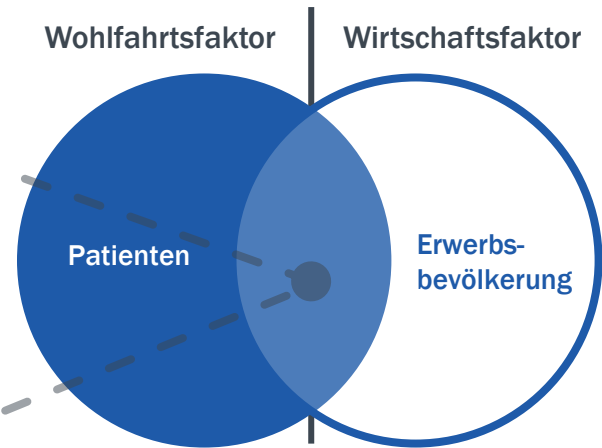 Wohlfahrtsfaktor
Wirtschaftsfaktor
Patienten
Erwerbs-
bevölkerung